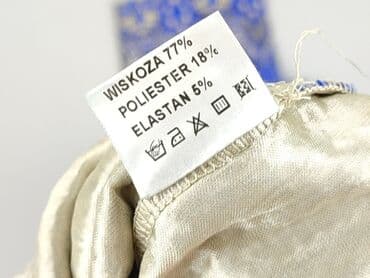 WISKOZA 77%
POLIESTER 18%
ELASTAN 5%